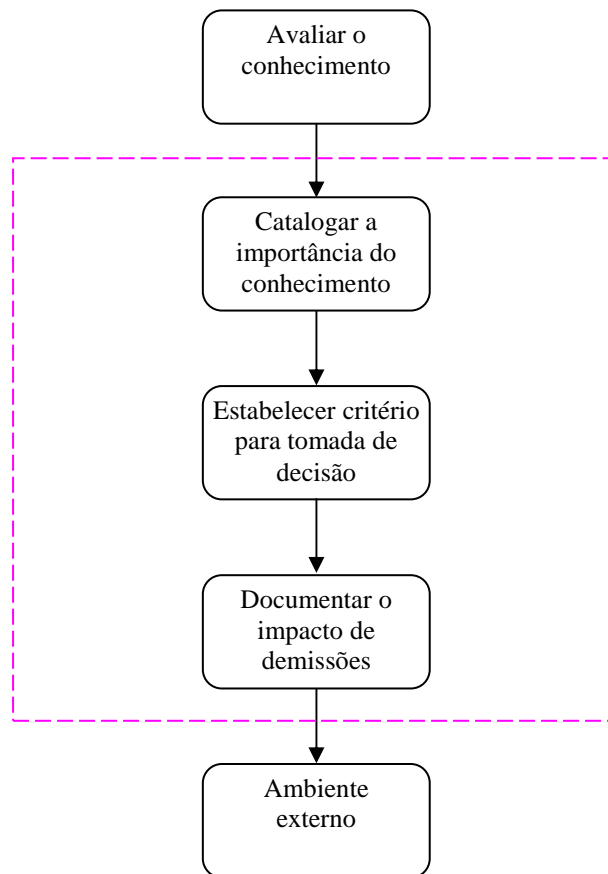 Avaliar o
conhecimento
Catalogar a
importância do
conhecimento
Estabelecer critério
para tomada de
decisão
Documentar o
impacto de
demissões
Ambiente
externo